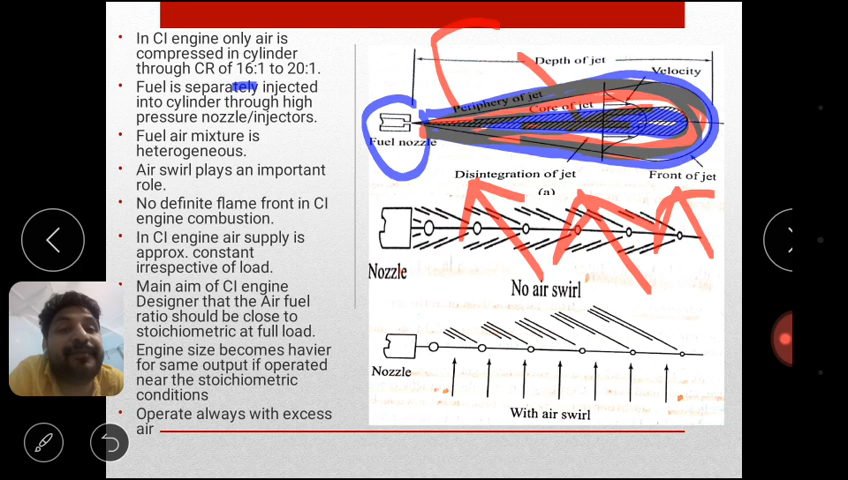 In CI engine only air is
compressed in cylinder
through CR of 16:1 to 20:1.
Fuel is separately injected
into cylinder through high
pressure nozzle/injectors.
Fuel air mixture is
heterogeneous.
Air swirl plays an important
role.
No definite flame front in CI
engine combustion.
In CI engine air supply is
approx. constant
irrespective of load.
Main aim of CI engine
Designer that the Air fuel
ratio should be close to
stoichiometric at full load.
Engine size becomes havier
for same output if operated
near the stoichiometric
conditions
Operate always with excess
air
Depth of jet
Velocity
Periphery of jet
Core of jet
Fuel nozzle
Disintegration of jet
Front of jet
(a)
Nozzle
No air swirl
Nozzle
With air swirl